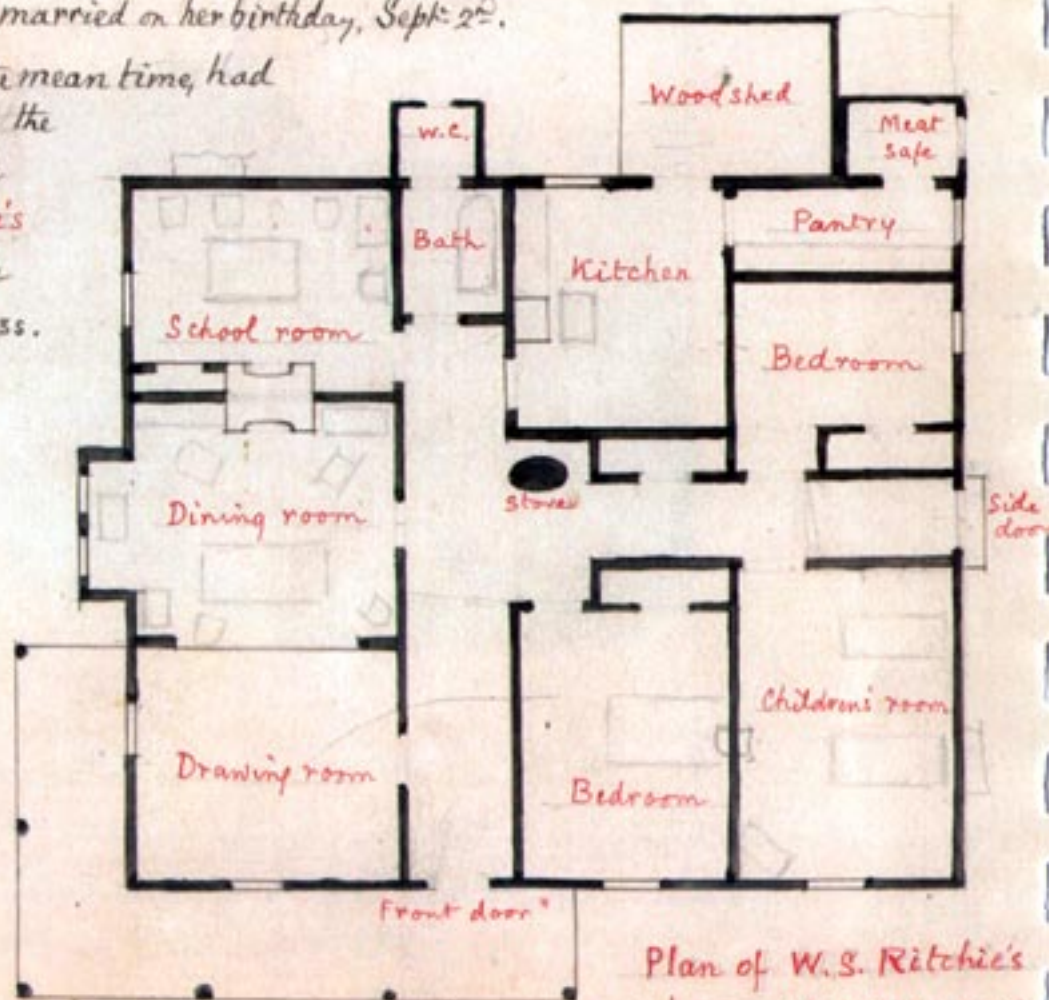 married on her birthday, Sept. 2nd.
mean time, had
the
Woodshed
w.c.
Meat
safe
's
Pantry
Bath
Kitchen
ss.
School room
Bedroom
Stove
Side
door
Dining room
Children's room
Drawing room
Bedroom
Front door
Plan of W. S. Ritchie's